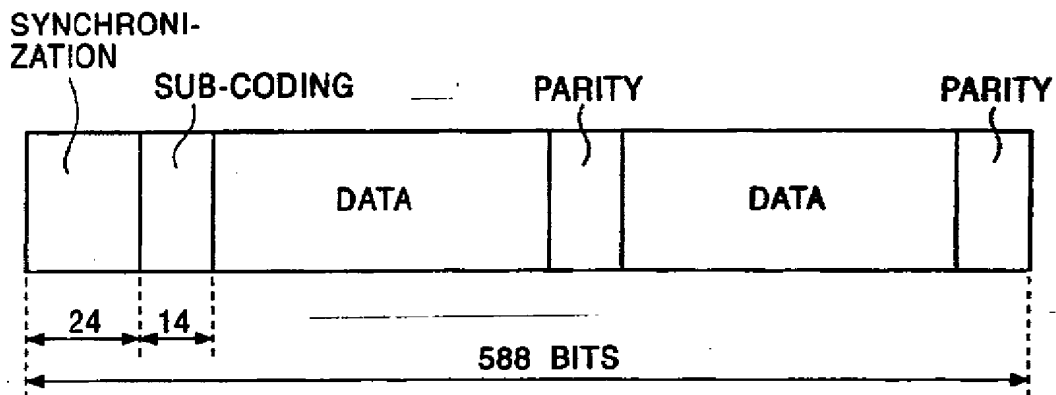 SYNCHRONI-
ZATION
SUB-CODING
PARITY
PARITY
DATA
DATA
24
14
588 BITS